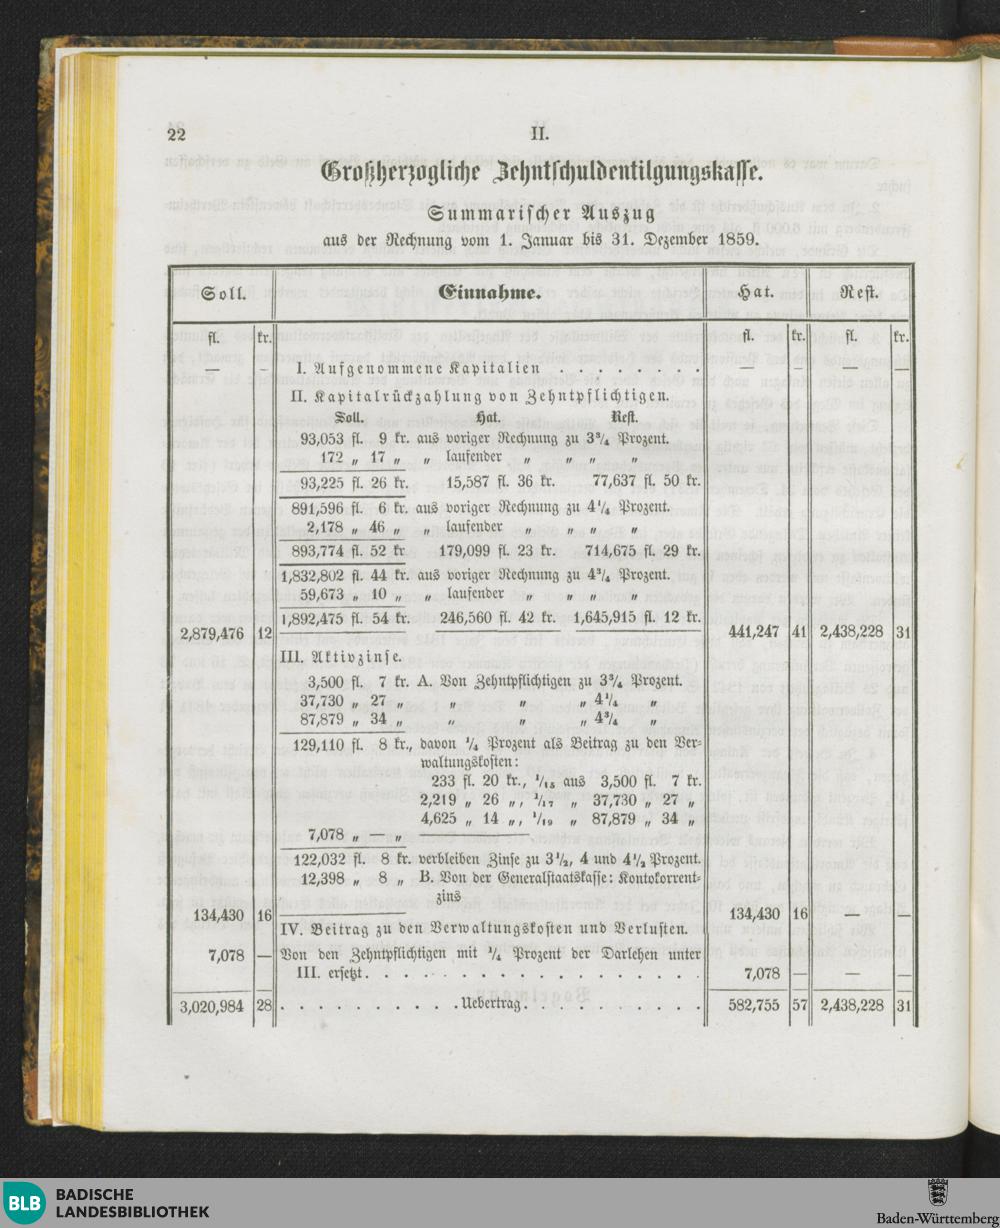 22
II.
Großherzogliche Zehntschuldentilgungskasse.
Summarischer Auszug
aus der Rechnung vom 1. Januar bis 31. Dezember 1859.
Soll. Einnahme. Hat. Rest.
fl. kr. fl. kr. fl. kr.
— – I. Aufgenommene Kapitalien . . . . . . . . — – — —
II. Kapitalrückzahlung von Zehntpflichtigen.
Soll. Hat. Rest.
93,053 fl. 9 kr. aus voriger Rechnung zu 3¾ Prozent.
172 „ 17 „ „ laufender „ „ „ „
93,225 fl. 26 kr. 15,587 fl. 36 kr. 77,637 fl. 50 kr.
891,596 fl. 6 kr. aus voriger Rechnung zu 4¼ Prozent.
2,178 „ 46 „ „ laufender „ „ „ „
893,774 fl. 52 kr. 179,099 fl. 23 kr. 714,675 fl. 29 kr.
1,832,802 fl. 44 kr. aus voriger Rechnung zu 4¾ Prozent.
59,673 „ 10 „ „ laufender „ „ „ „
1,892,475 fl. 54 kr. 246,560 fl. 42 kr. 1,645,915 fl. 12 kr.
2,879,476 12 441,247 41 2,438,228 31
III. Aktivzinse.
3,500 fl. 7 kr. A. Von Zehntpflichtigen zu 3¾ Prozent.
37,730 „ 27 „ „ „ „ 4¼ „
87,879 „ 34 „ „ „ „ 4¾ „
129,110 fl. 8 kr., davon ¼ Prozent als Beitrag zu den Ver=
waltungskosten:
233 fl. 20 kr., 1/15 aus 3,500 fl. 7 kr.
2,219 „ 26 „, 1/17 „ 37,730 „ 27 „
4,625 „ 14 „, 1/19 „ 87,879 „ 34 „
7,078 „ — „
122,032 fl. 8 kr. verbleiben Zinse zu 3½, 4 und 4½ Prozent.
12,398 „ 8 „ B. Von der Generalstaatskasse: Kontokorrent=
zins
134,430 16 134,430 16 — —
IV. Beitrag zu den Verwaltungskosten und Verlusten.
7,078 — Von den Zehntpflichtigen mit ¼ Prozent der Darlehen unter
III. ersetzt . . . . . . . . . . . . . . . . . . . 7,078 — — —
3,020,984 28 . . . . . . . . . . Uebertrag . . . . . . . . . . 582,755 57 2,438,228 31
BLB
BADISCHE
LANDESBIBLIOTHEK
Baden-Württemberg